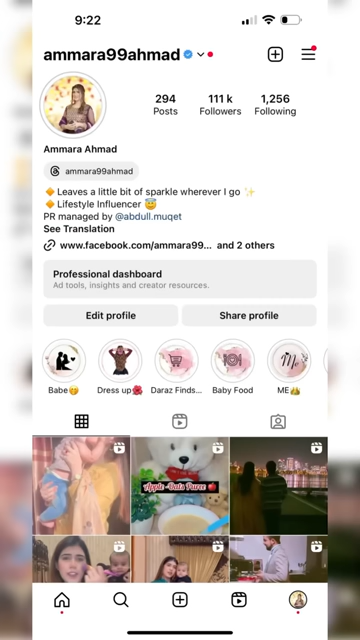 9:22
ammara99ahmad
294 111 k 1,256
Posts Followers Following
Ammara Ahmad
ammara99ahmad
🔶Leaves a little bit of sparkle wherever I go ✨
🔶Lifestyle Influencer 😇
PR managed by @abdull.muqet
See Translation
www.facebook.com/ammara99... and 2 others
Professional dashboard
Ad tools, insights and creator resources.
Edit profile Share profile
Me
Babe🤭 Dress up🌺 Daraz Finds... Baby Food ME👑
Apple-Date Puree 🍎